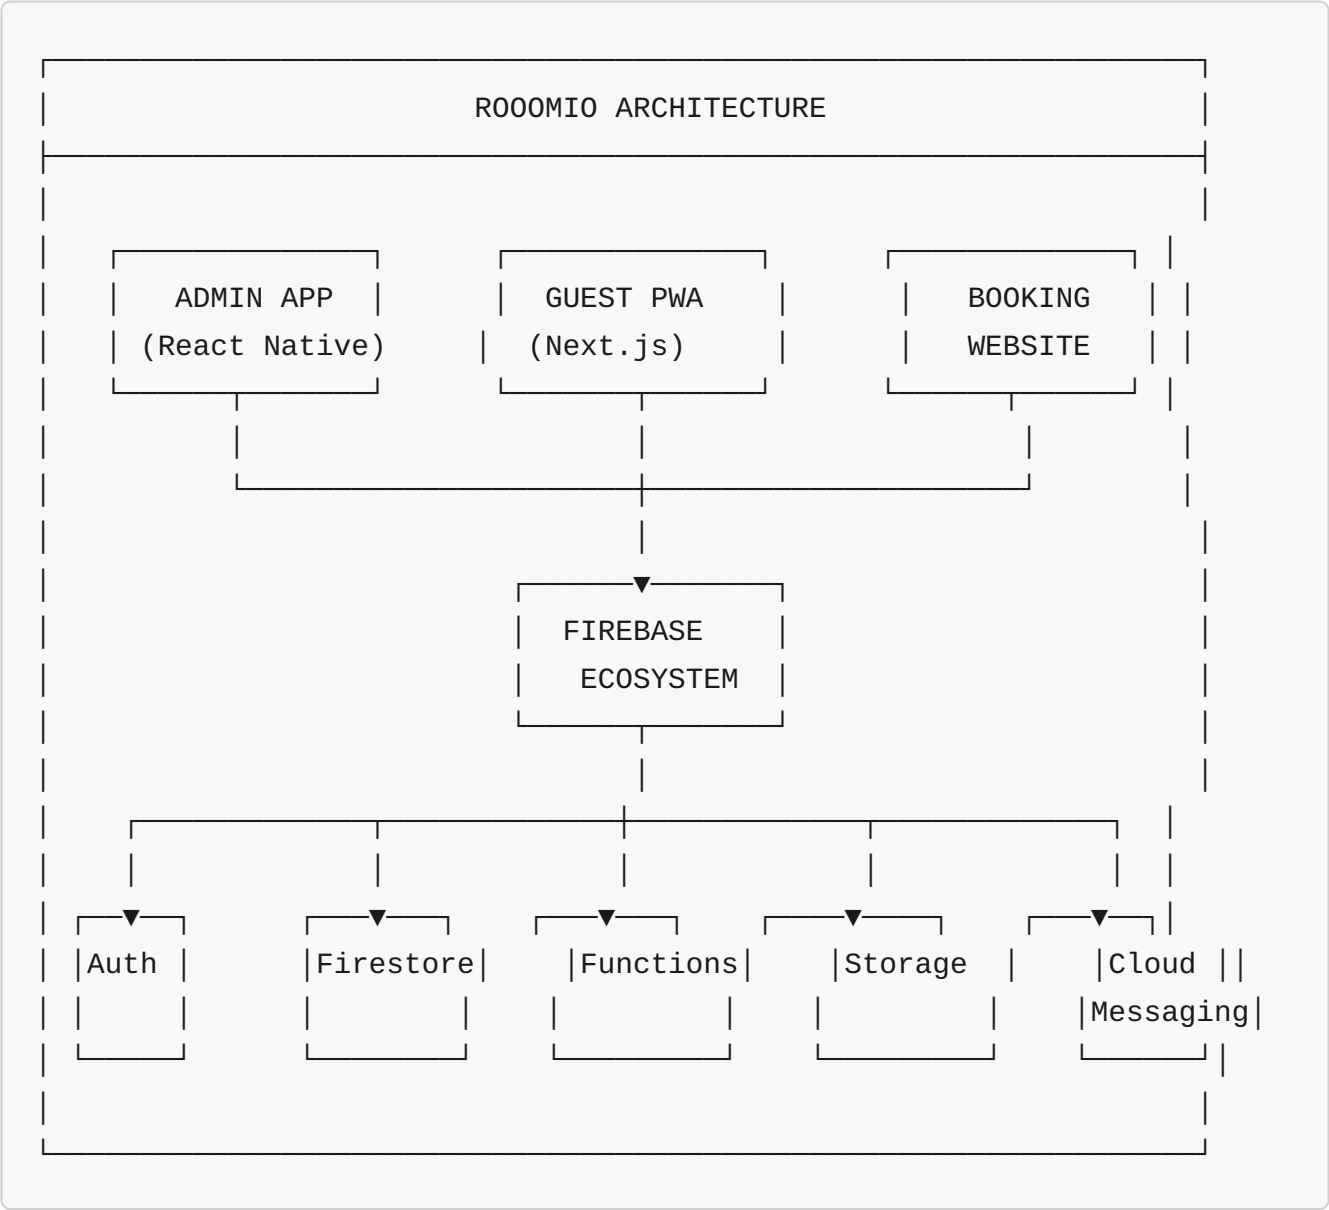 ROOOMIO ARCHITECTURE
ADMIN APP GUEST PWA BOOKING
(React Native) (Next.js) WEBSITE
FIREBASE
ECOSYSTEM
Auth Firestore Functions Storage Cloud
Messaging